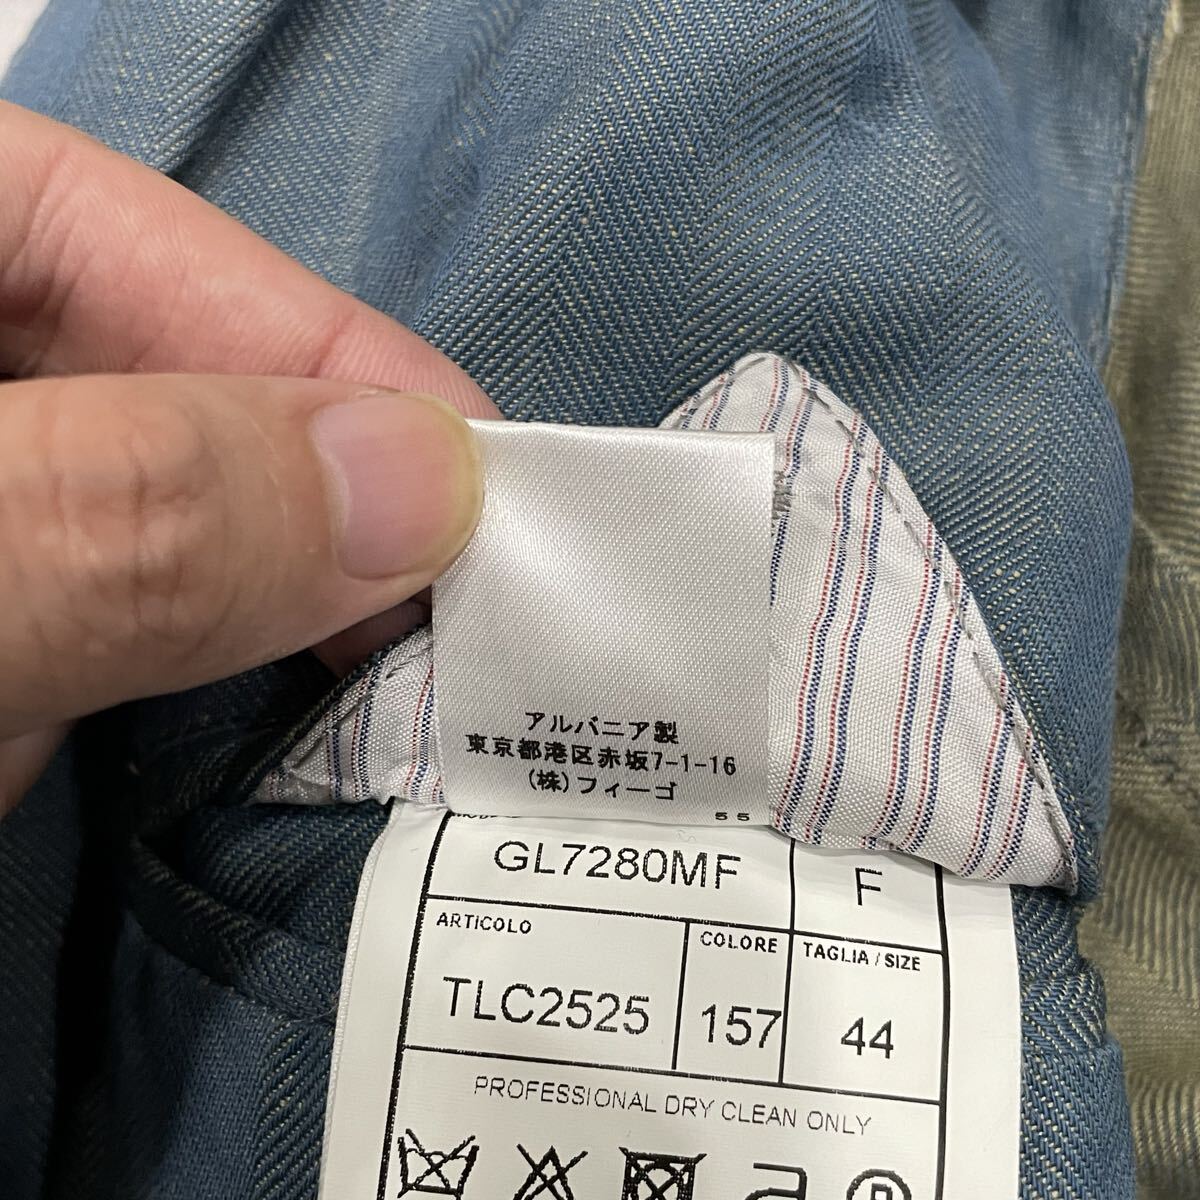 アルバニア製
東京都港区赤坂7-1-16
(株)フィーゴ
55
GL7280MF F
ARTICOLO COLORE TAGLIA / SIZE
TLC2525 157 44
PROFESSIONAL DRY CLEAN ONLY
P